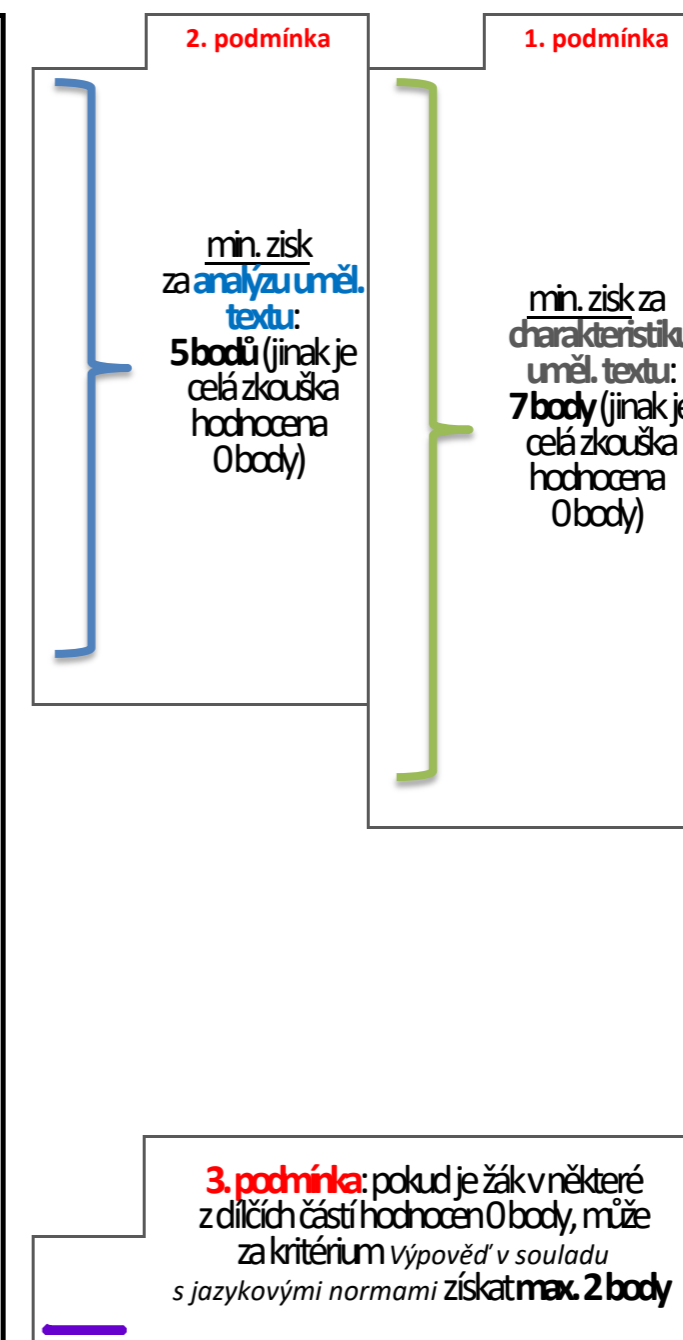 2. podmínka
min. zisk
za analýzu uměl.
textu:
5 bodů (jinak je
celá zkouška
hodnocena
0 body)
1. podmínka
min. zisk za
charakteristiku
uměl. textu:
7 body (jinak je
celá zkouška
hodnocena
0 body)
3. podmínka: pokud je žák v některé
z dílčích částí hodnocen 0 body, může
za kritérium Výpověď v souladu
s jazykovými normami získat max. 2 body